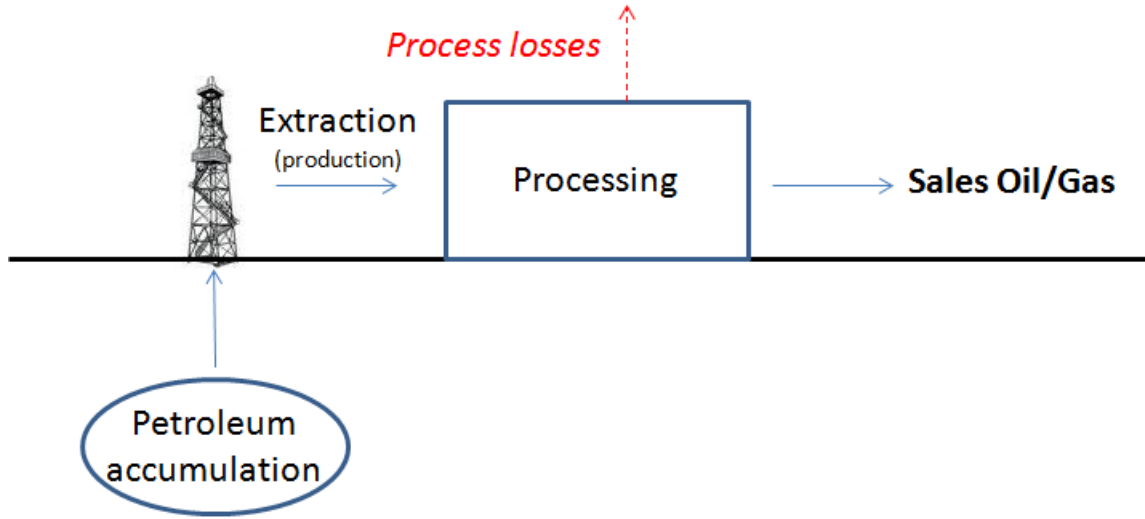 Process losses
Extraction
(production)
Processing
Sales Oil/Gas
Petroleum
accumulation